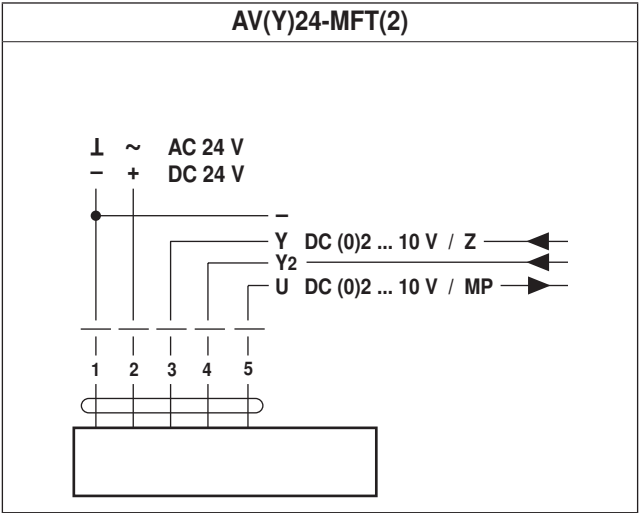 AV(Y)24-MFT(2)
⊥ ~ AC 24 V
– + DC 24 V
–
Y DC (0)2 ... 10 V / Z
Y2
U DC (0)2 ... 10 V / MP
1 2 3 4 5